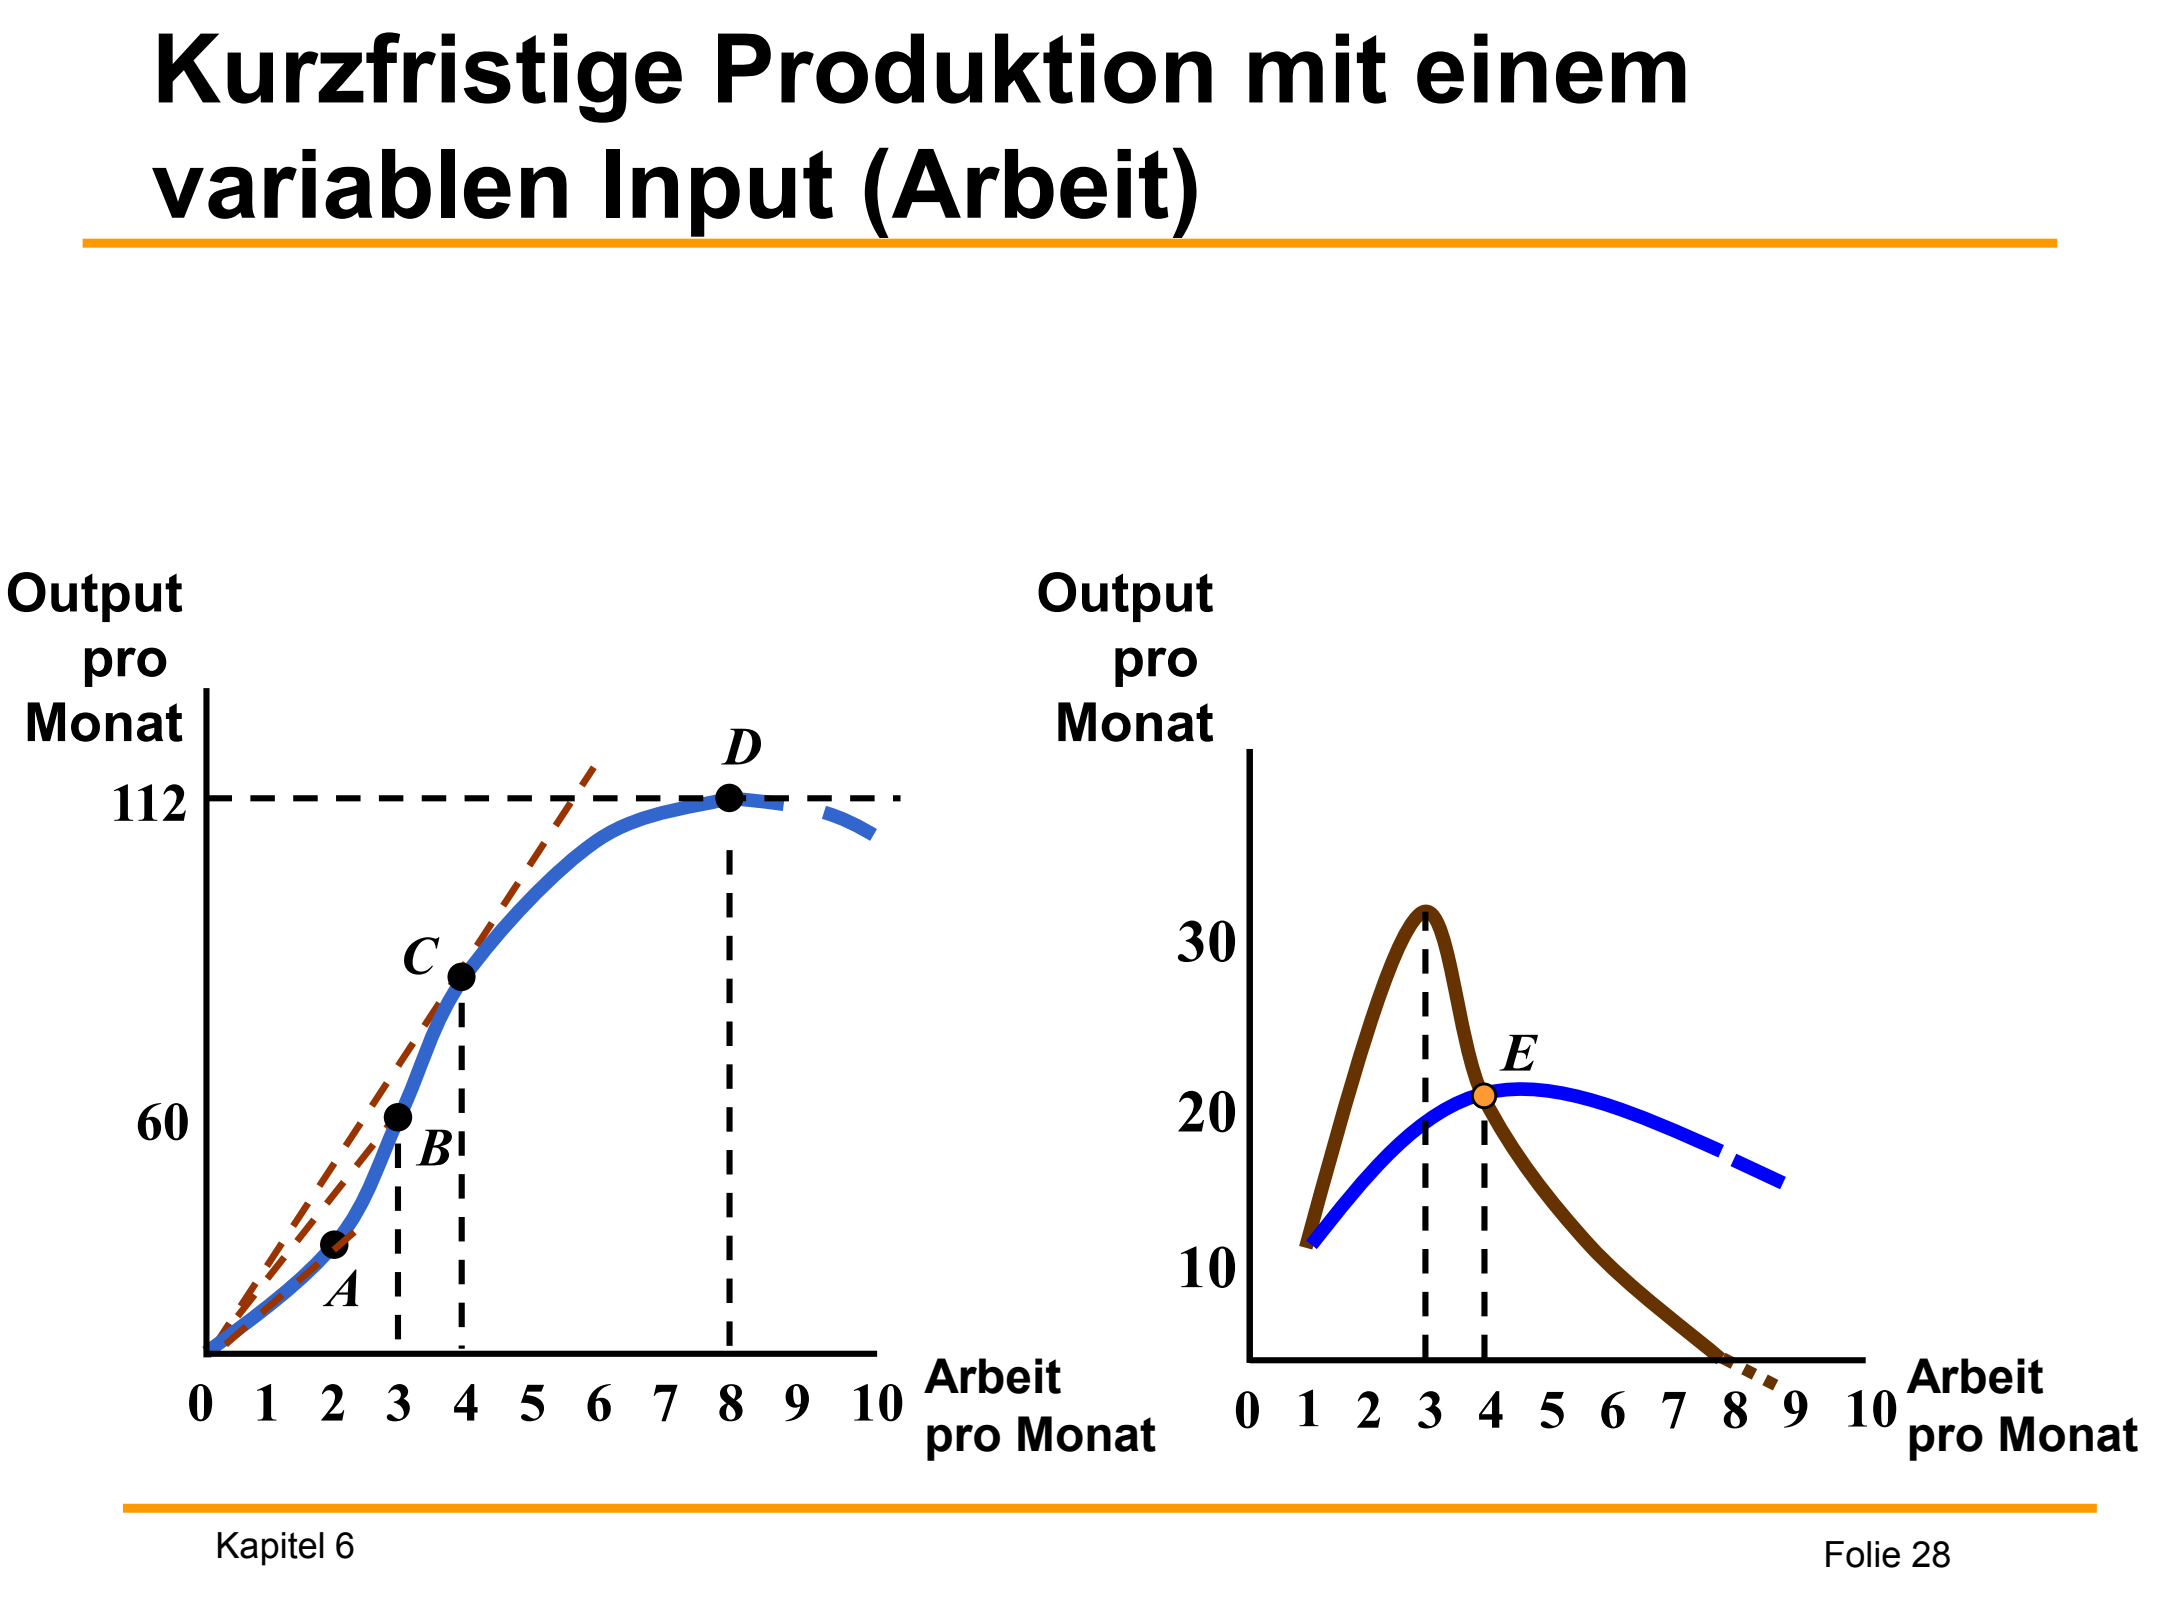 Kurzfristige Produktion mit einem
variablen Input (Arbeit)
Output
pro
Monat
112
60
D
C
B
A
0 1 2 3 4 5 6 7 8 9 10
Arbeit
pro Monat
Output
pro
Monat
30
20
10
E
0 1 2 3 4 5 6 7 8 9 10
Arbeit
pro Monat
Kapitel 6
Folie 28